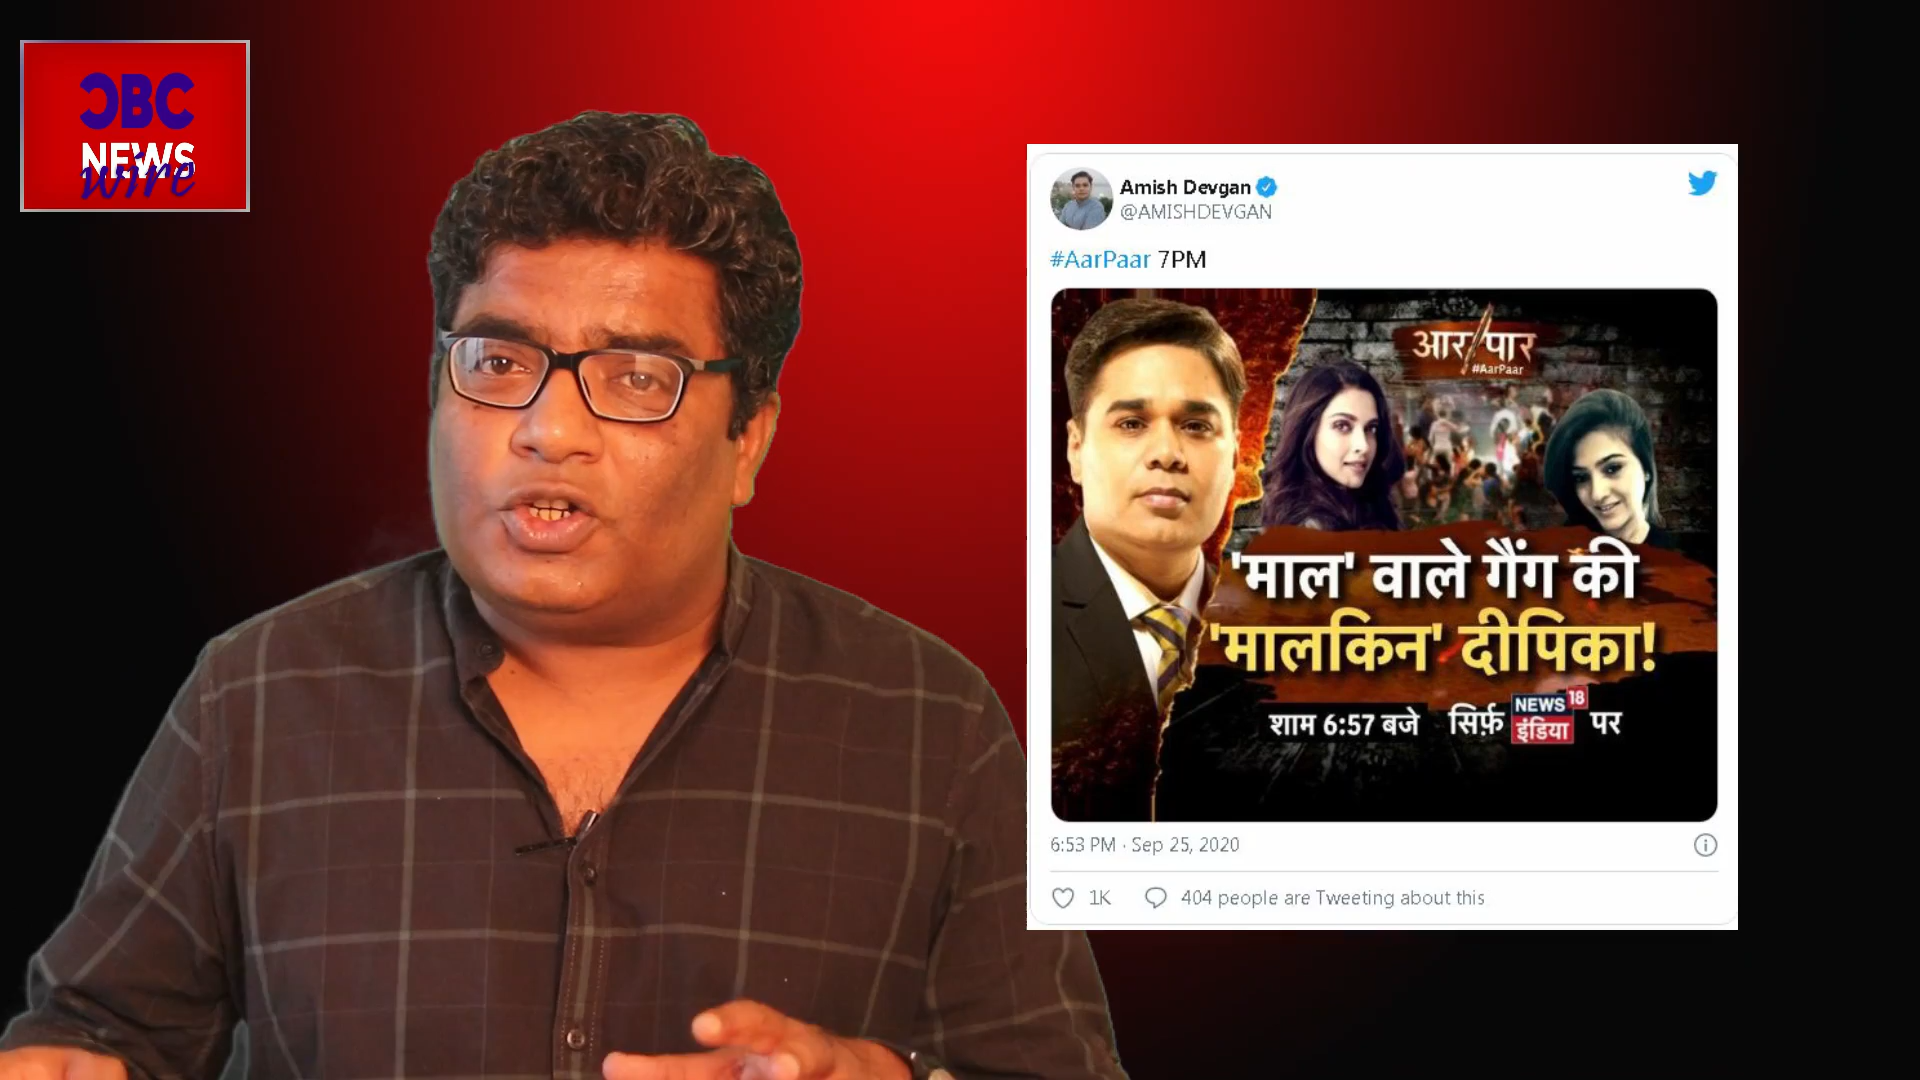 CBC
NEWS
wire
Amish Devgan
@AMISHDEVGAN
#AarPaar 7PM
आर पार
#AarPaar
'माल' वाले गैंग की
'मालकिन' दीपिका!
शाम 6:57 बजे सिर्फ़ NEWS 18 इंडिया पर
6:53 PM · Sep 25, 2020
1K 404 people are Tweeting about this